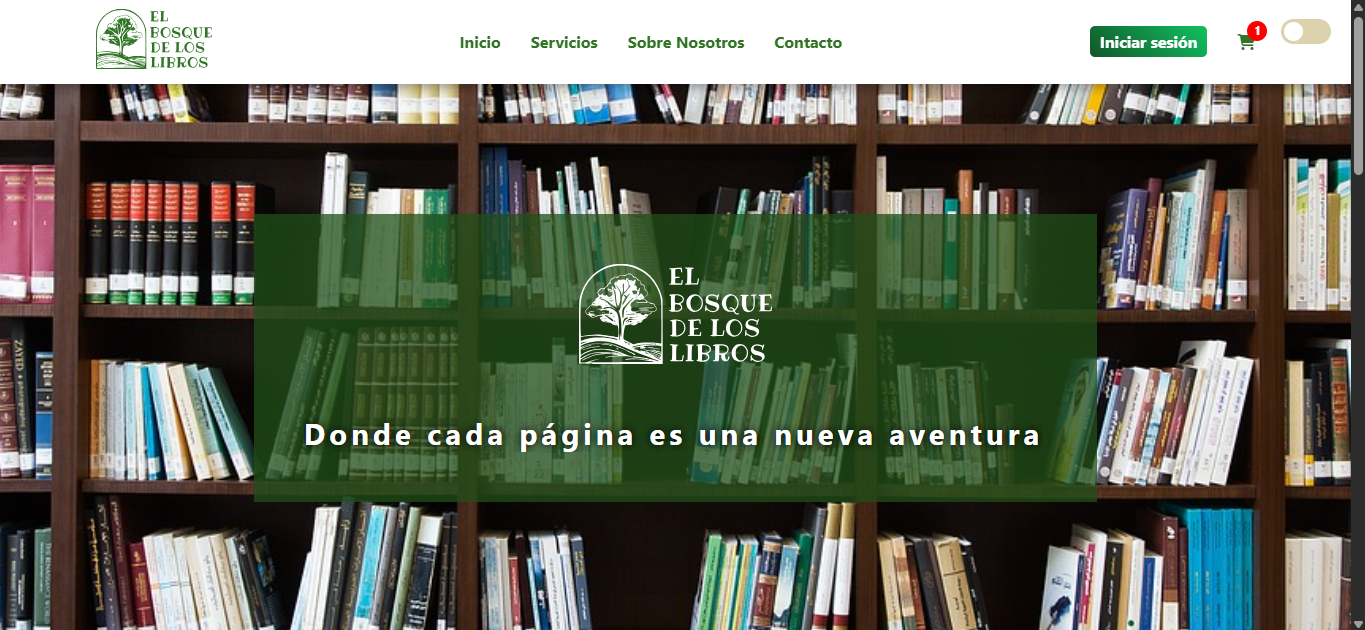 EL
BOSQUE
DE LOS
LIBROS
Inicio Servicios Sobre Nosotros Contacto
Iniciar sesión
1
EL
BOSQUE
DE LOS
LIBROS
Donde cada página es una nueva aventura
ZAYED